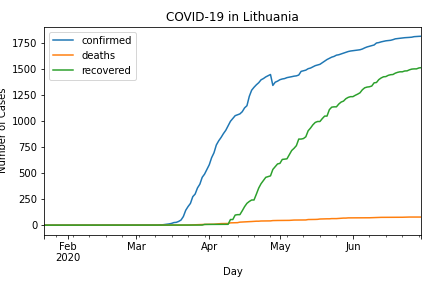 COVID-19 in Lithuania
confirmed
deaths
recovered
1750
1500
1250
1000
750
500
250
0
Number of Cases
Feb
2020
Mar
Apr
May
Jun
Day